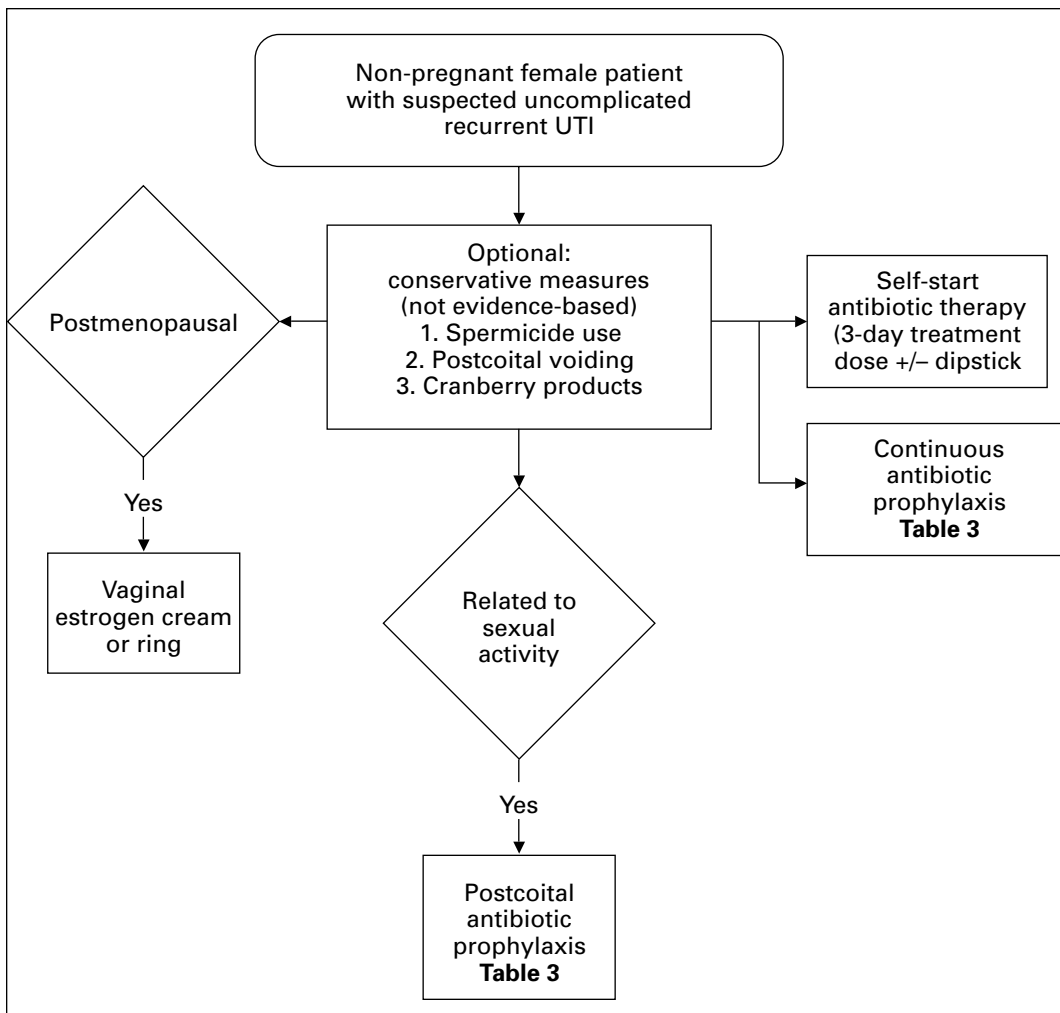 Non-pregnant female patient
with suspected uncomplicated
recurrent UTI
Optional:
conservative measures
(not evidence-based)
1. Spermicide use
2. Postcoital voiding
3. Cranberry products
Postmenopausal
Yes
Vaginal
estrogen cream
or ring
Self-start
antibiotic therapy
(3-day treatment
dose +/– dipstick
Continuous
antibiotic
prophylaxis
Table 3
Related to
sexual
activity
Yes
Postcoital
antibiotic
prophylaxis
Table 3